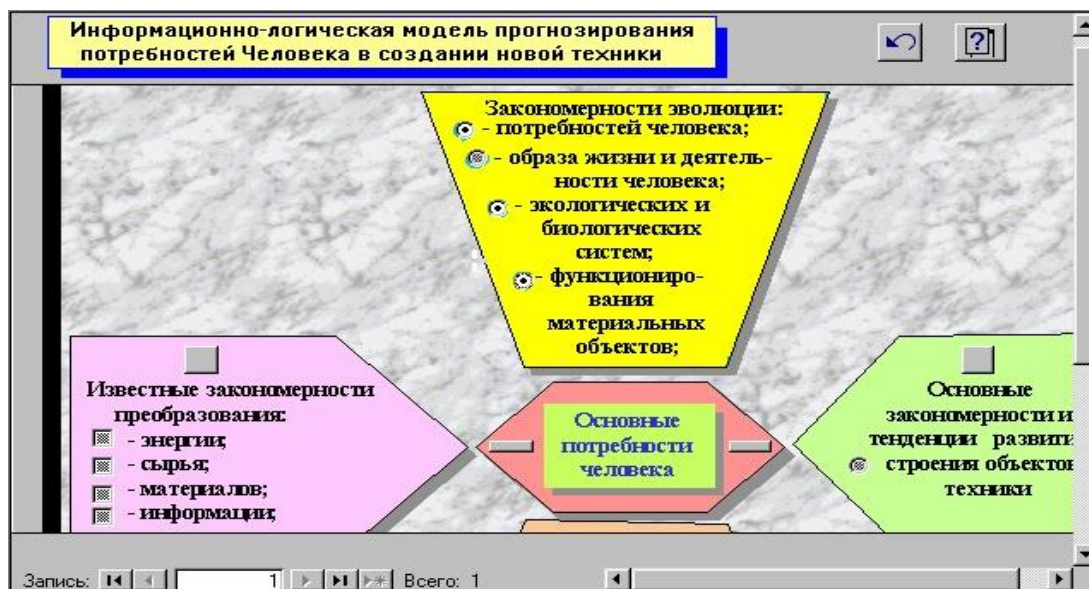 Информационно-логическая модель прогнозирования
потребностей Человека в создании новой техники
Закономерности эволюции:
- потребностей человека;
- образа жизни и деятель-
ности человека;
- экологических и
биологических
систем;
- функциониро-
вания
материальных
объектов;
Известные закономерности
преобразования:
- энергии;
- сырья;
- материалов;
- информации;
Основные
потребности
человека
Основные
закономерности и
тенденции развити
строения объектов
техники
Запись: 1 Всего: 1